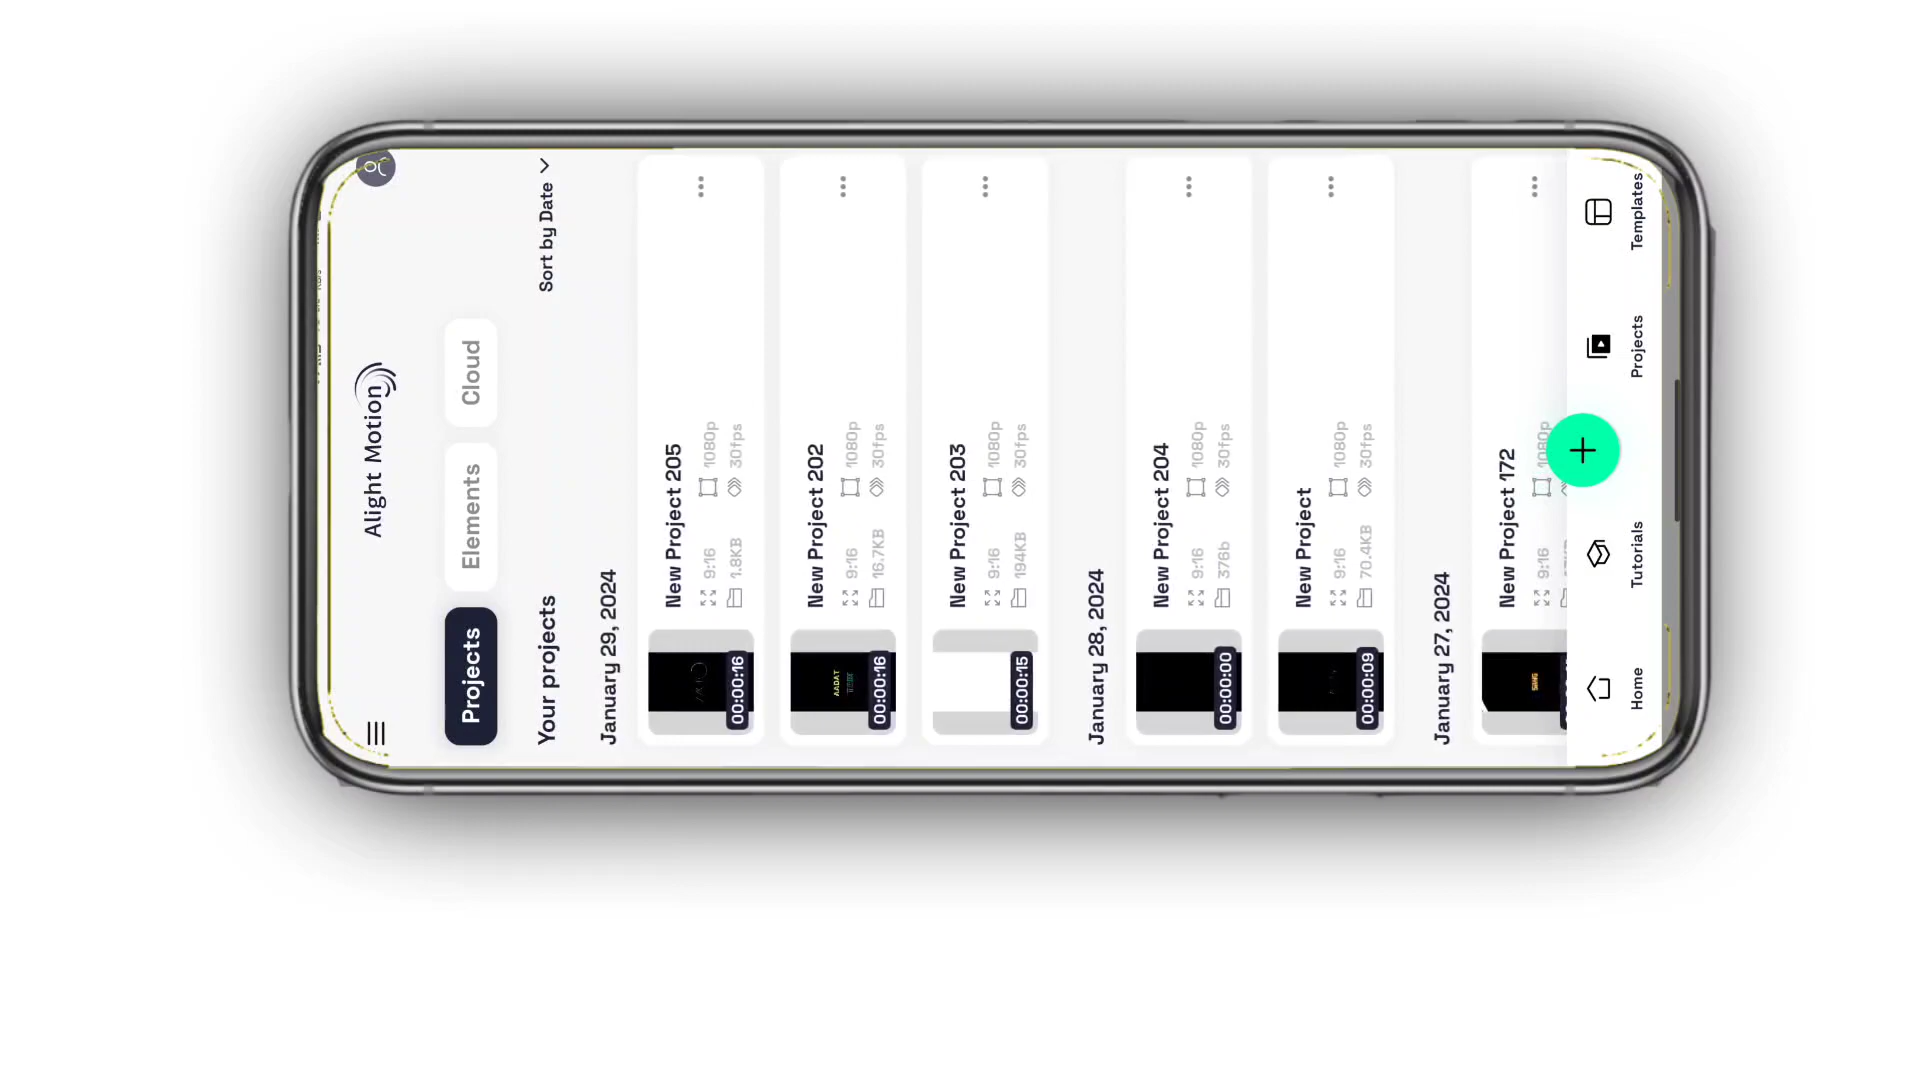 Alight Motion
Projects
Elements
Cloud
Your projects
Sort by Date
January 29, 2024
New Project 205
9:16
1080p
1.8KB
30fps
00:00:16
New Project 202
9:16
1080p
16.7KB
30fps
AADAT
00:00:16
New Project 203
9:16
1080p
194KB
30fps
00:00:15
January 28, 2024
New Project 204
9:16
1080p
376b
30fps
00:00:00
New Project
9:16
1080p
70.4KB
30fps
00:00:09
January 27, 2024
New Project 172
9:16
1080p
Home
Tutorials
Projects
Templates